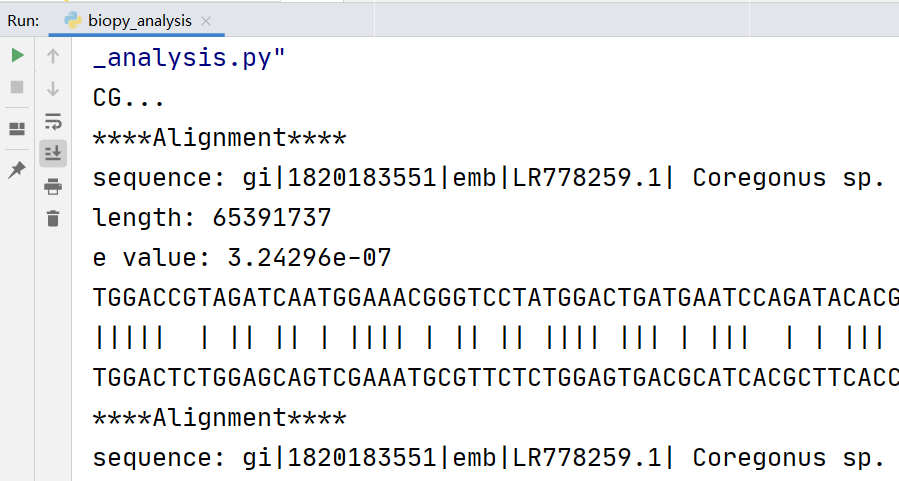 Run: biopy_analysis
_analysis.py"
CG...
****Alignment****
sequence: gi|1820183551|emb|LR778259.1| Coregonus sp.
length: 65391737
e value: 3.24296e-07
TGGACCGTAGATCAATGGAAACGGGTCCTATGGACTGATGAATCCAGATACACG
|||||  | || || | |||| | || || |||| ||| | |||  | | |||
TGGACTCTGGAGCAGTCGAAATGCGTTCTCTGGAGTGACGCATCACGCTTCACC
****Alignment****
sequence: gi|1820183551|emb|LR778259.1| Coregonus sp.